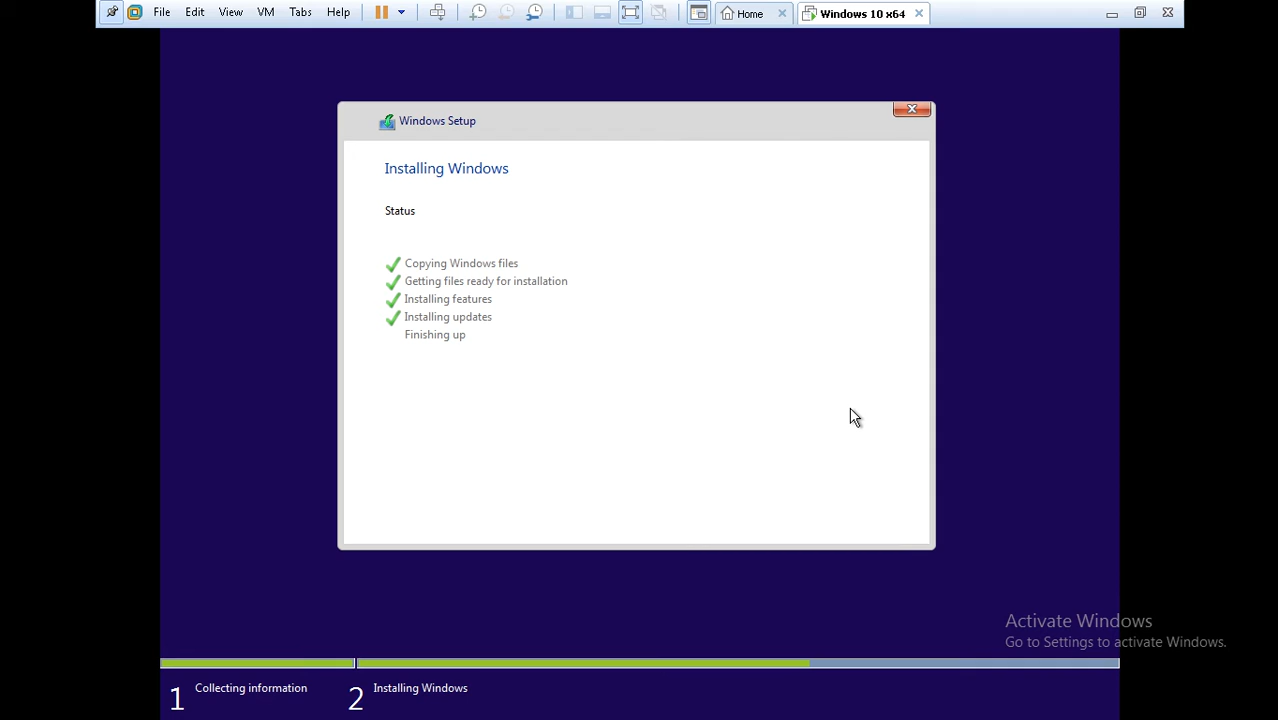 File Edit View VM Tabs Help Home Windows 10 x64
Windows Setup
Installing Windows
Status
Copying Windows files
Getting files ready for installation
Installing features
Installing updates
Finishing up
Activate Windows
Go to Settings to activate Windows.
1 Collecting information 2 Installing Windows